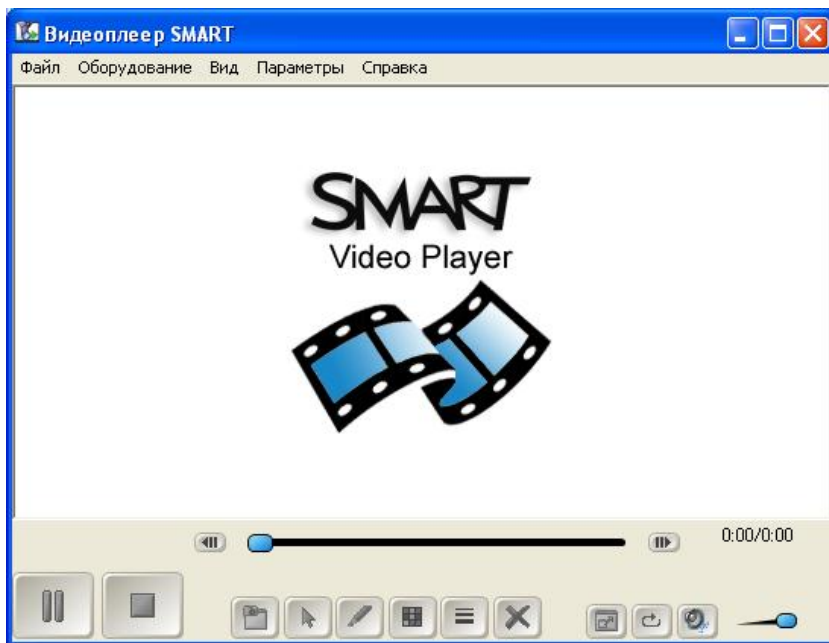 Видеоплеер SMART
Файл Оборудование Вид Параметры Справка
SMART
Video Player
0:00/0:00